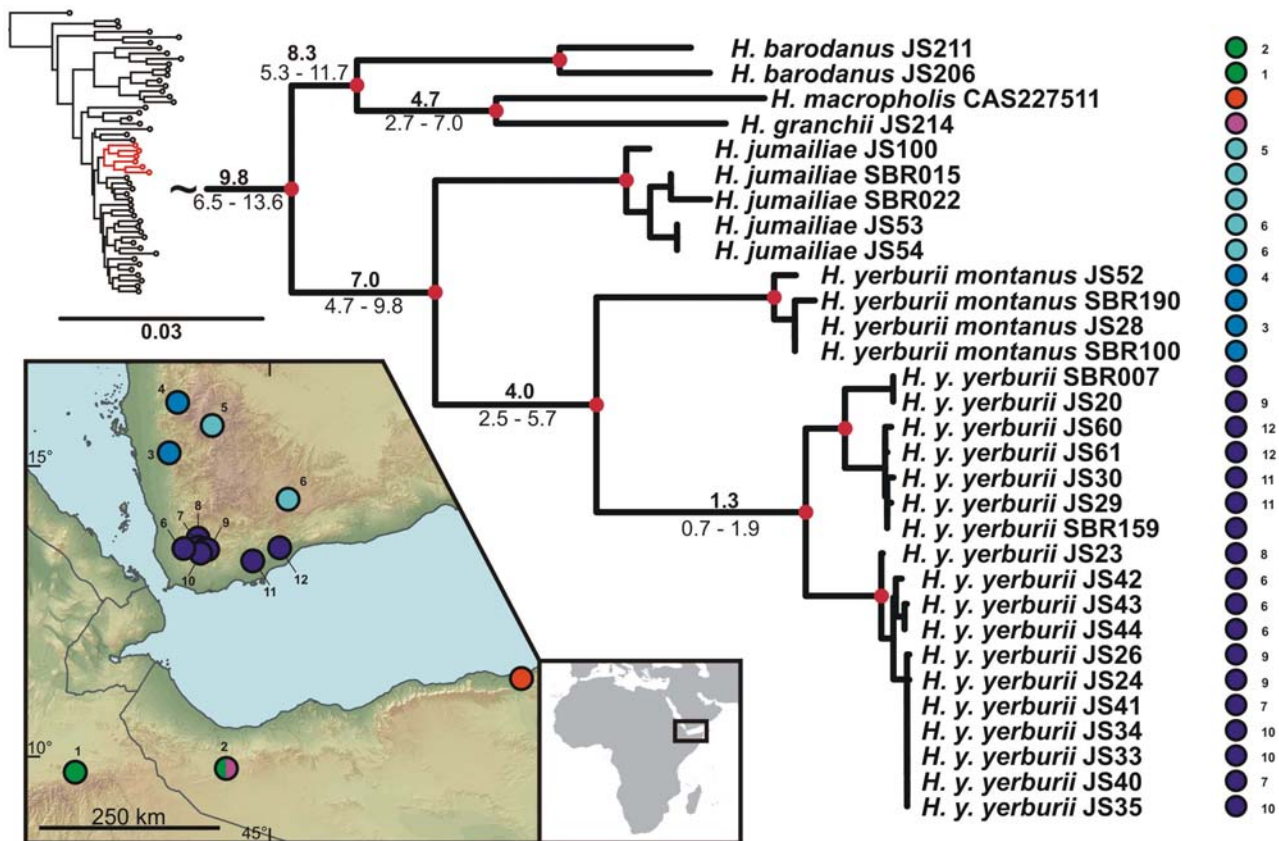 8.3
5.3 - 11.7
H. barodanus JS211 2
H. barodanus JS206 1
4.7
2.7 - 7.0
H. macropholis CAS227511
H. granchii JS214
9.8
6.5 - 13.6
H. jumailiae JS100 5
H. jumailiae SBR015
H. jumailiae SBR022
H. jumailiae JS53 6
H. jumailiae JS54 6
7.0
4.7 - 9.8
H. yerburii montanus JS52 4
H. yerburii montanus SBR190
H. yerburii montanus JS28 3
H. yerburii montanus SBR100
4.0
2.5 - 5.7
H. y. yerburii SBR007
H. y. yerburii JS20 9
H. y. yerburii JS60 12
H. y. yerburii JS61 12
H. y. yerburii JS30 11
H. y. yerburii JS29 11
H. y. yerburii SBR159
1.3
0.7 - 1.9
H. y. yerburii JS23 8
H. y. yerburii JS42 6
H. y. yerburii JS43 6
H. y. yerburii JS44 6
H. y. yerburii JS26 9
H. y. yerburii JS24 9
H. y. yerburii JS41 7
H. y. yerburii JS34 10
H. y. yerburii JS33 10
H. y. yerburii JS40 7
H. y. yerburii JS35 10
~
0.03
4
5
3
15°
6
8
7
6
9
10
11
12
10°
1
2
250 km
45°